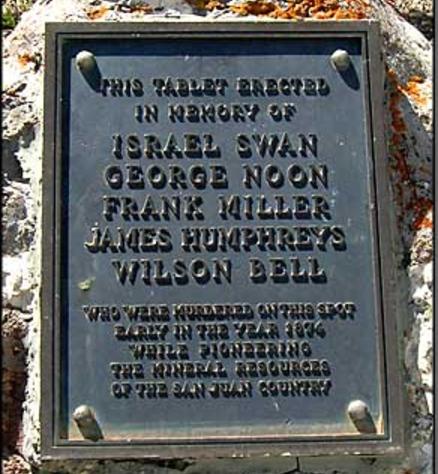 THIS TABLET ERECTED
IN MEMORY OF
ISRAEL SWAN
GEORGE NOON
FRANK MILLER
JAMES HUMPHREYS
WILSON BELL
WHO WERE MURDERED ON THIS SPOT
EARLY IN THE YEAR 1874
WHILE PIONEERING
THE MINERAL RESOURCES
OF THE SAN JUAN COUNTRY